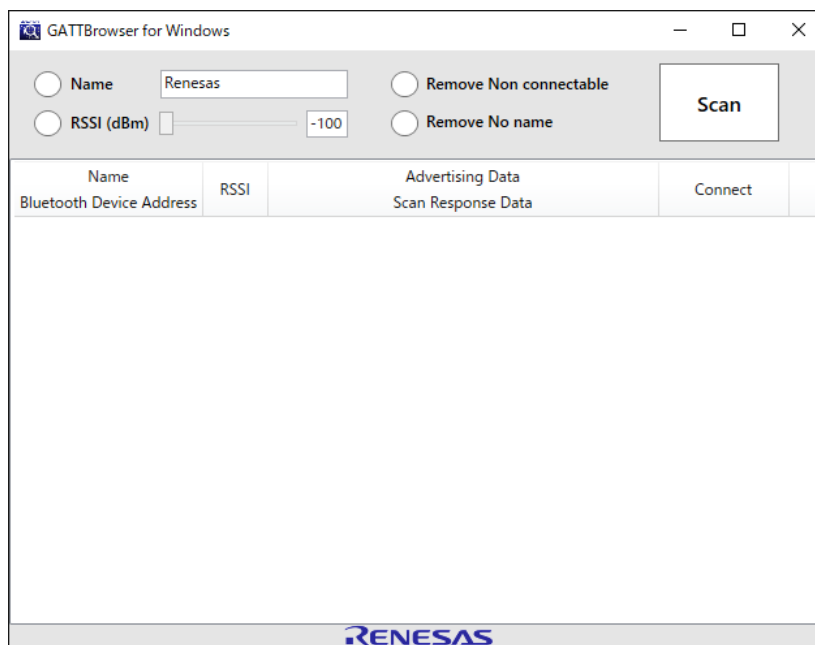 GATTBrowser for Windows
Name Renesas Remove Non connectable
Scan
RSSI (dBm) -100 Remove No name
Name Advertising Data
RSSI Connect
Bluetooth Device Address Scan Response Data
RENESAS